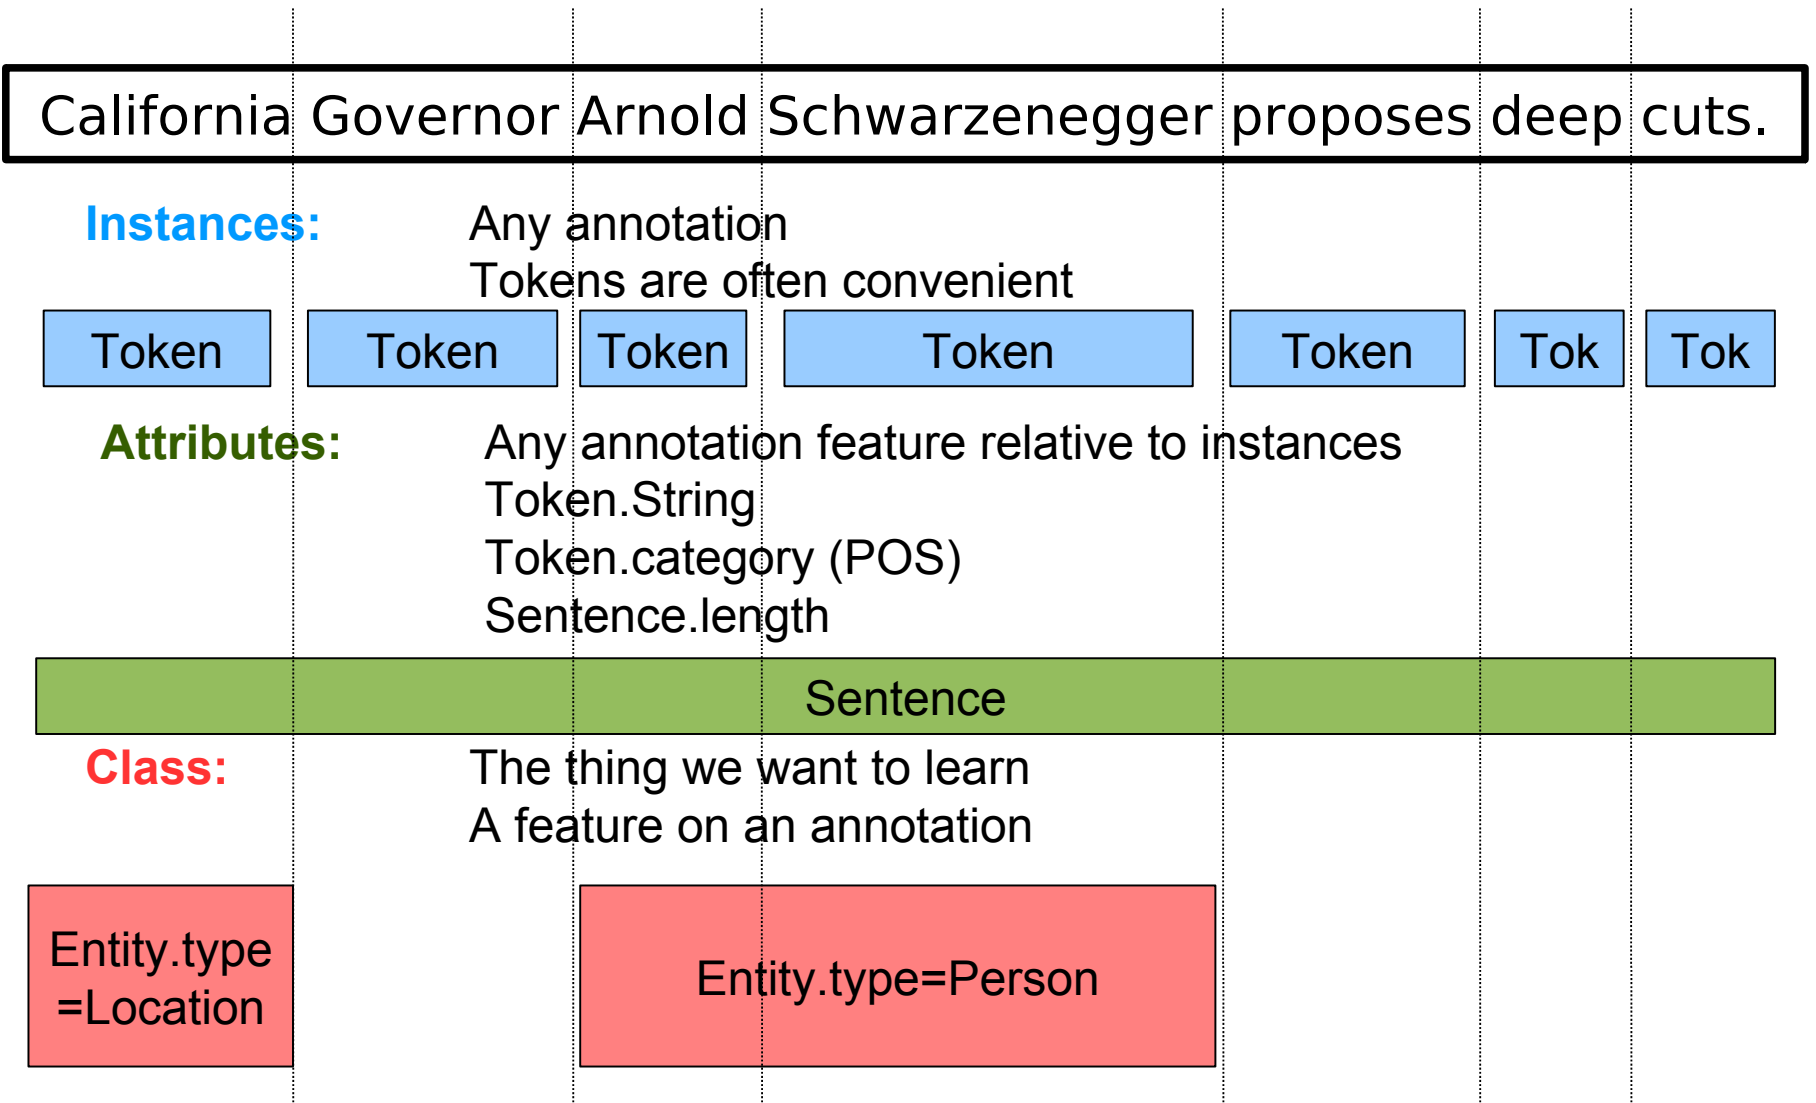 California Governor Arnold Schwarzenegger proposes deep cuts.
Instances: Any annotation
Tokens are often convenient
Token Token Token Token Token Tok Tok
Attributes: Any annotation feature relative to instances
Token.String
Token.category (POS)
Sentence.length
Sentence
Class: The thing we want to learn
A feature on an annotation
Entity.type
=Location
Entity.type=Person